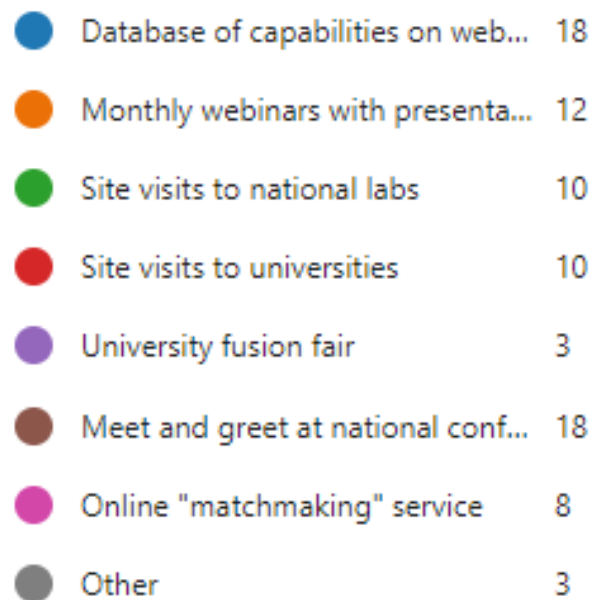 Database of capabilities on web... 18
Monthly webinars with presenta... 12
Site visits to national labs 10
Site visits to universities 10
University fusion fair 3
Meet and greet at national conf... 18
Online "matchmaking" service 8
Other 3